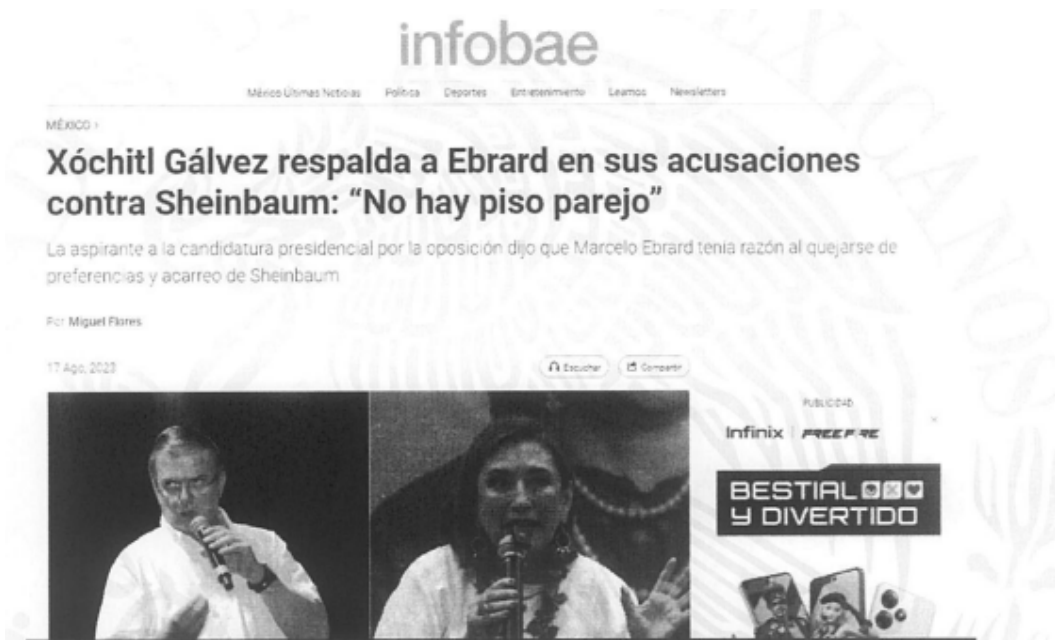 infobae
México Últimas Noticias Política Deportes Entretenimiento Leamos Newsletters
MÉXICO >
Xóchitl Gálvez respalda a Ebrard en sus acusaciones
contra Sheinbaum: “No hay piso parejo”
La aspirante a la candidatura presidencial por la oposición dijo que Marcelo Ebrard tenía razón al quejarse de
preferencias y acarreo de Sheinbaum
Por Miguel Flores
17 Ago, 2023
Escuchar Compartir
PUBLICIDAD
Infinix | FREE FIRE
BESTIAL
Y DIVERTIDO